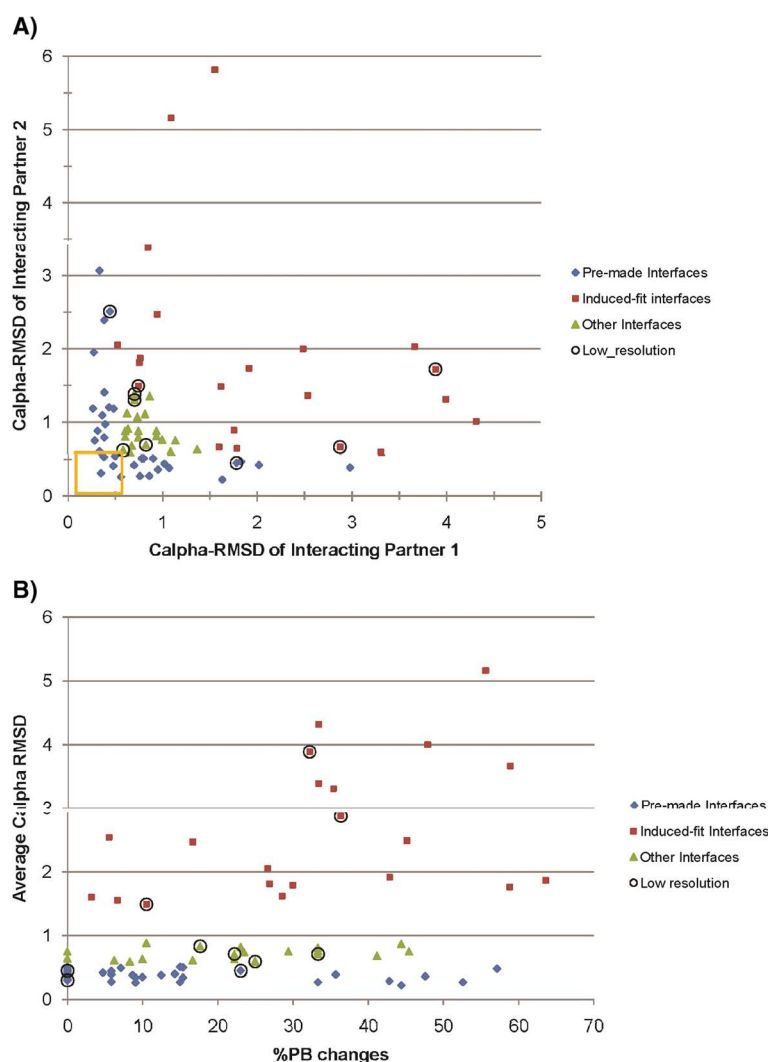 A)
6
5
4
3
2
1
0
0 1 2 3 4 5
Calpha-RMSD of Interacting Partner 2
Calpha-RMSD of Interacting Partner 1
Pre-made Interfaces
Induced-fit interfaces
Other Interfaces
Low_resolution
B)
6
5
4
3
2
1
0
0 10 20 30 40 50 60 70
Average Calpha RMSD
%PB changes
Pre-made Interfaces
Induced-fit Interfaces
Other Interfaces
Low resolution